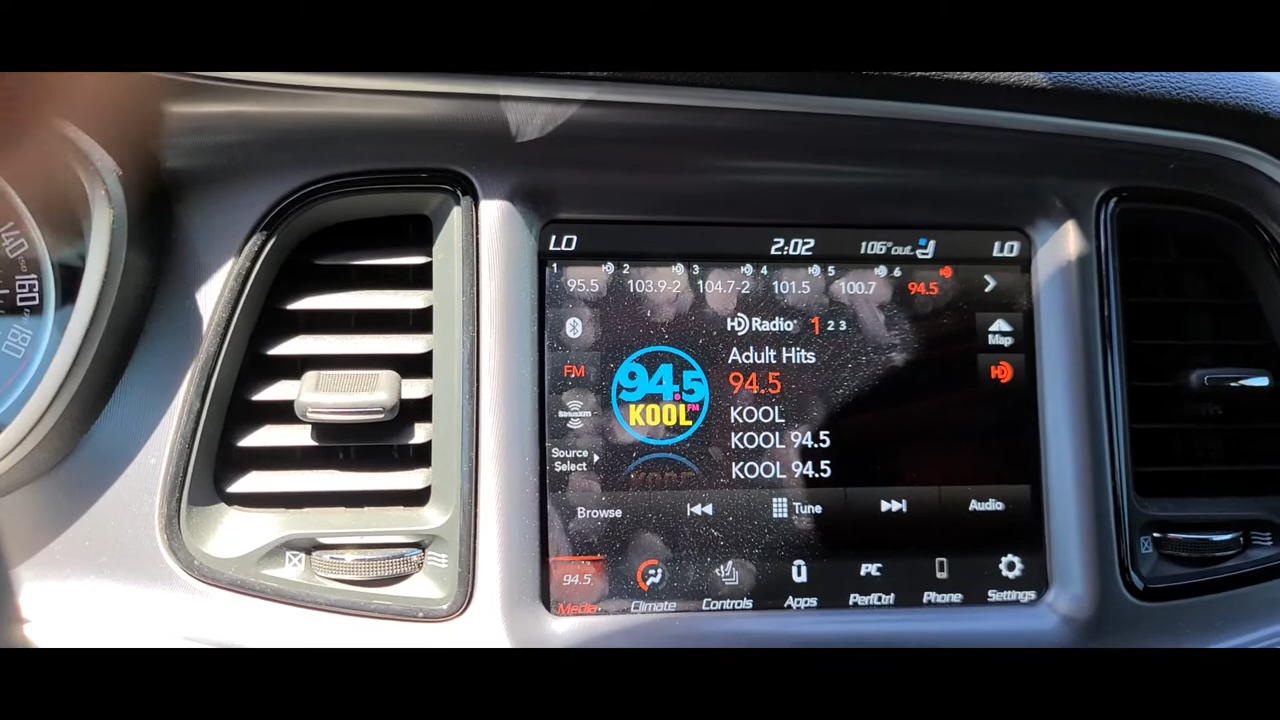 LO 2:02 106° out. LO
1 2 3 4 5 6
95.5 103.9-2 104.7-2 101.5 100.7 94.5
HD Radio 1 2 3
Map
Adult Hits
FM 94.5 HD
94.5 KOOL FM
KOOL
SiriusXM
KOOL 94.5
Source
Select
KOOL 94.5
Browse Tune Audio
94.5 PC
Media Climate Controls Apps PerfCtrl Phone Settings
140
160
180